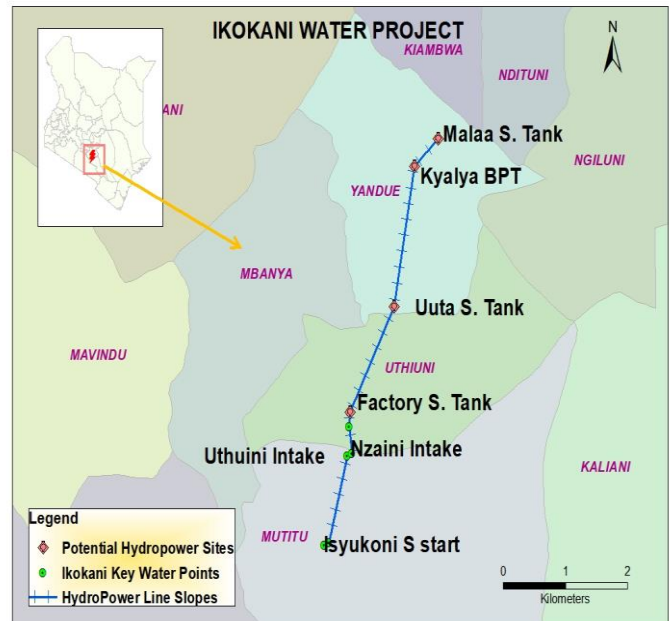 IKOKANI WATER PROJECT
N
KIAMBWA
NDITUNI
ANI
Malaa S. Tank
NGILUNI
Kyalya BPT
YANDUE
MBANYA
Uuta S. Tank
MAVINDU
UTHIUNI
Factory S. Tank
Uthuini Intake
Nzaini Intake
KALIANI
Legend
Potential Hydropower Sites
Ikokani Key Water Points
HydroPower Line Slopes
MUTITU
Isyukoni S start
0 1 2
Kilometers